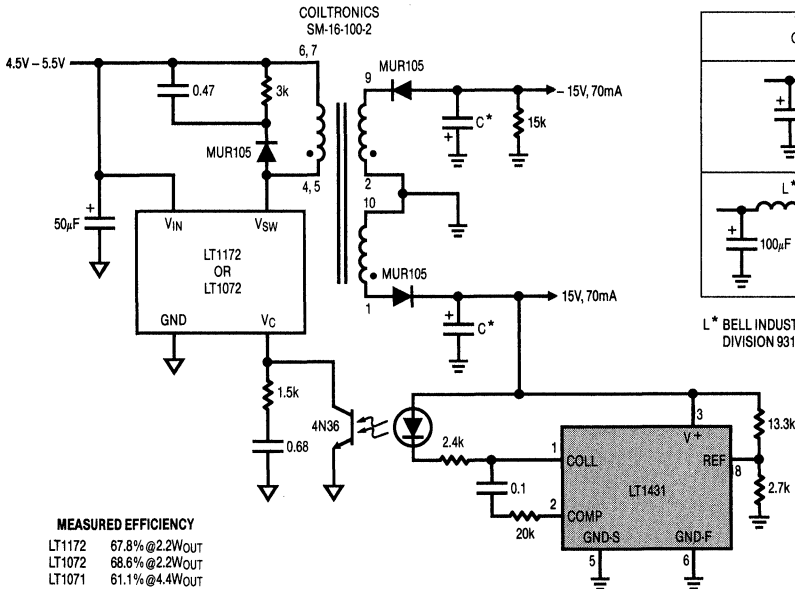 COILTRONICS
SM-16-100-2
4.5V – 5.5V
6, 7
0.47
3k
MUR105
4, 5
9
MUR105
– 15V, 70mA
C*
15k
2
10
50µF
VIN
VSW
LT1172
OR
LT1072
GND
VC
MUR105
1
15V, 70mA
C*
1.5k
0.68
4N36
2.4k
0.1
20k
1
COLL
2
COMP
LT1431
3
V+
REF
8
GND-S
5
GND-F
6
13.3k
2.7k
L*
100µF
L* BELL INDUST
DIVISION 931
MEASURED EFFICIENCY
LT1172 67.8% @2.2WOUT
LT1072 68.6% @2.2WOUT
LT1071 61.1% @4.4WOUT